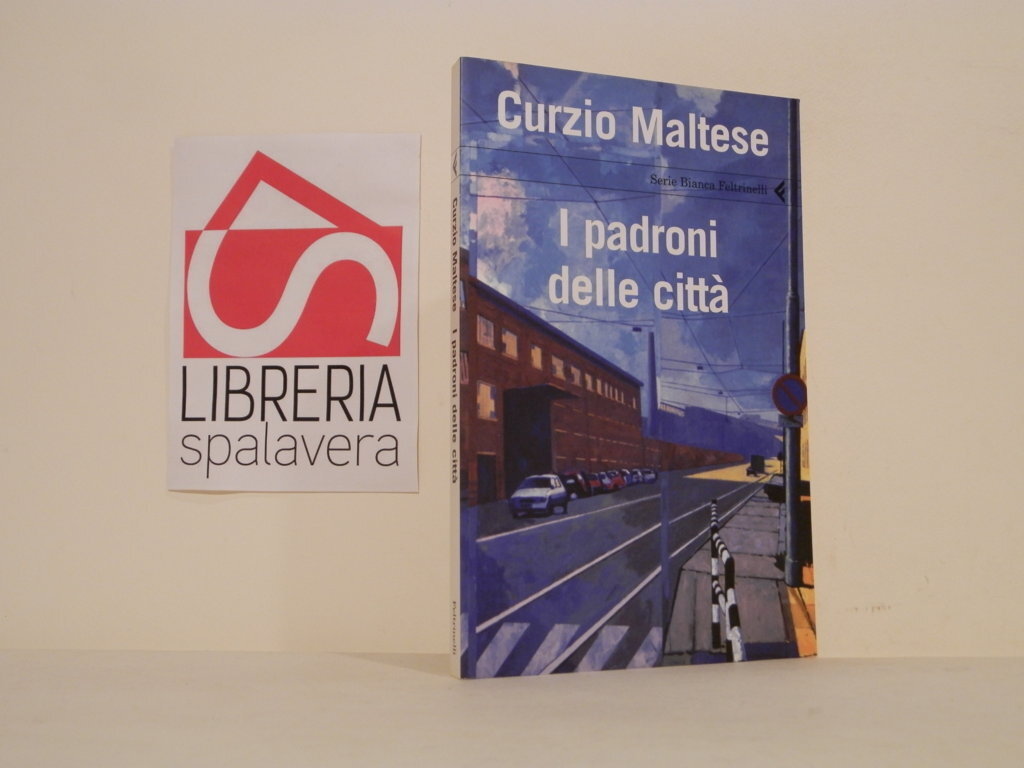 LIBRERIA
spalavera
Curzio Maltese
Serie Bianca Feltrinelli
I padroni
delle città
Curzio Maltese I padroni delle città
Feltrinelli